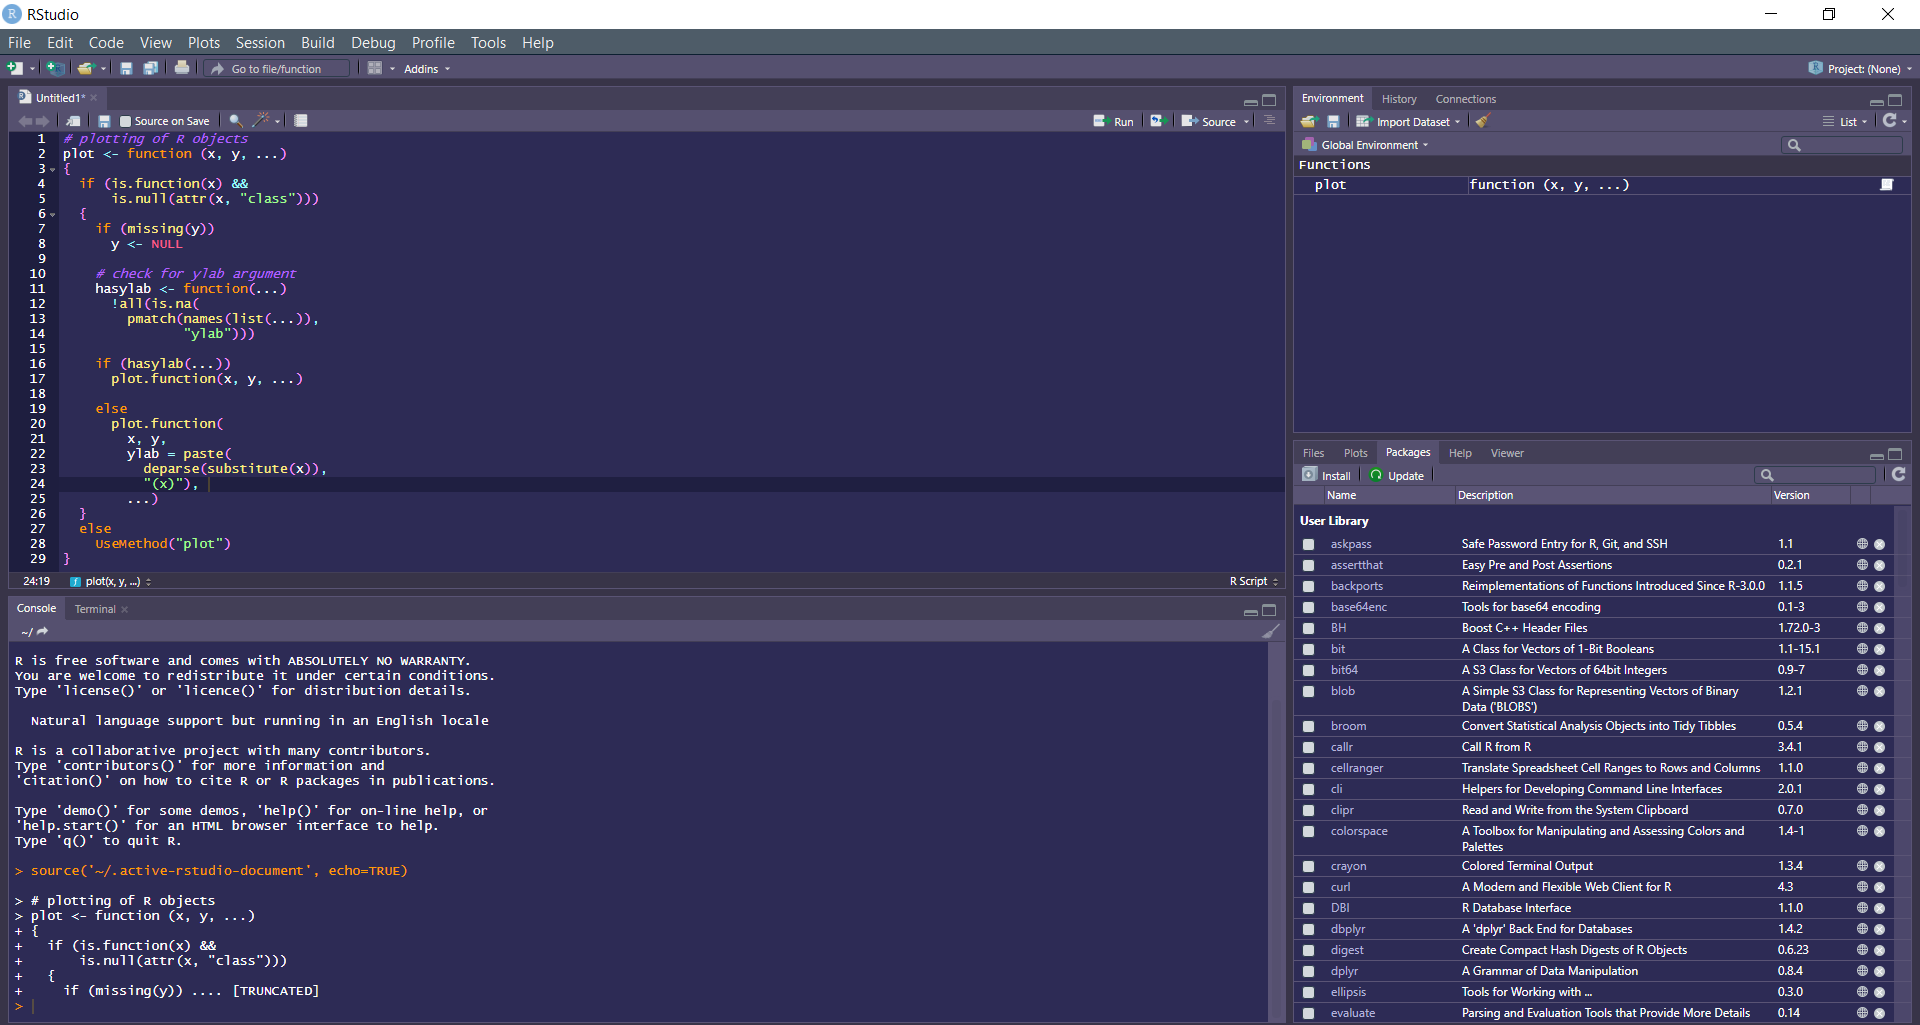 RStudio
File Edit Code View Plots Session Build Debug Profile Tools Help
Go to file/function Addins Project: (None)
Untitled1*
Source on Save Run Source
1 # plotting of R objects
2 plot <- function (x, y, ...)
3 {
4 if (is.function(x) &&
5 is.null(attr(x, "class")))
6 {
7 if (missing(y))
8 y <- NULL
9
10 # check for ylab argument
11 hasylab <- function(...)
12 !all(is.na(
13 pmatch(names(list(...)),
14 "ylab")))
15
16 if (hasylab(...))
17 plot.function(x, y, ...)
18
19 else
20 plot.function(
21 x, y,
22 ylab = paste(
23 deparse(substitute(x)),
24 "(x)"),
25 ...)
26 }
27 else
28 UseMethod("plot")
29 }
24:19 plot(x, y, ...) R Script
Console Terminal
~/
R is free software and comes with ABSOLUTELY NO WARRANTY.
You are welcome to redistribute it under certain conditions.
Type 'license()' or 'licence()' for distribution details.
Natural language support but running in an English locale
R is a collaborative project with many contributors.
Type 'contributors()' for more information and
'citation()' on how to cite R or R packages in publications.
Type 'demo()' for some demos, 'help()' for on-line help, or
'help.start()' for an HTML browser interface to help.
Type 'q()' to quit R.
> source('~/.active-rstudio-document', echo=TRUE)
> # plotting of R objects
> plot <- function (x, y, ...)
+ {
+ if (is.function(x) &&
+ is.null(attr(x, "class")))
+ {
+ if (missing(y)) .... [TRUNCATED]
>
Environment History Connections
Import Dataset List
Global Environment
Functions
plot function (x, y, ...)
Files Plots Packages Help Viewer
Install Update
Name Description Version
User Library
askpass Safe Password Entry for R, Git, and SSH 1.1
assertthat Easy Pre and Post Assertions 0.2.1
backports Reimplementations of Functions Introduced Since R-3.0.0 1.1.5
base64enc Tools for base64 encoding 0.1-3
BH Boost C++ Header Files 1.72.0-3
bit A Class for Vectors of 1-Bit Booleans 1.1-15.1
bit64 A S3 Class for Vectors of 64bit Integers 0.9-7
blob A Simple S3 Class for Representing Vectors of Binary 1.2.1
Data ('BLOBS')
broom Convert Statistical Analysis Objects into Tidy Tibbles 0.5.4
callr Call R from R 3.4.1
cellranger Translate Spreadsheet Cell Ranges to Rows and Columns 1.1.0
cli Helpers for Developing Command Line Interfaces 2.0.1
clipr Read and Write from the System Clipboard 0.7.0
colorspace A Toolbox for Manipulating and Assessing Colors and 1.4-1
Palettes
crayon Colored Terminal Output 1.3.4
curl A Modern and Flexible Web Client for R 4.3
DBI R Database Interface 1.1.0
dbplyr A 'dplyr' Back End for Databases 1.4.2
digest Create Compact Hash Digests of R Objects 0.6.23
dplyr A Grammar of Data Manipulation 0.8.4
ellipsis Tools for Working with ... 0.3.0
evaluate Parsing and Evaluation Tools that Provide More Details 0.14